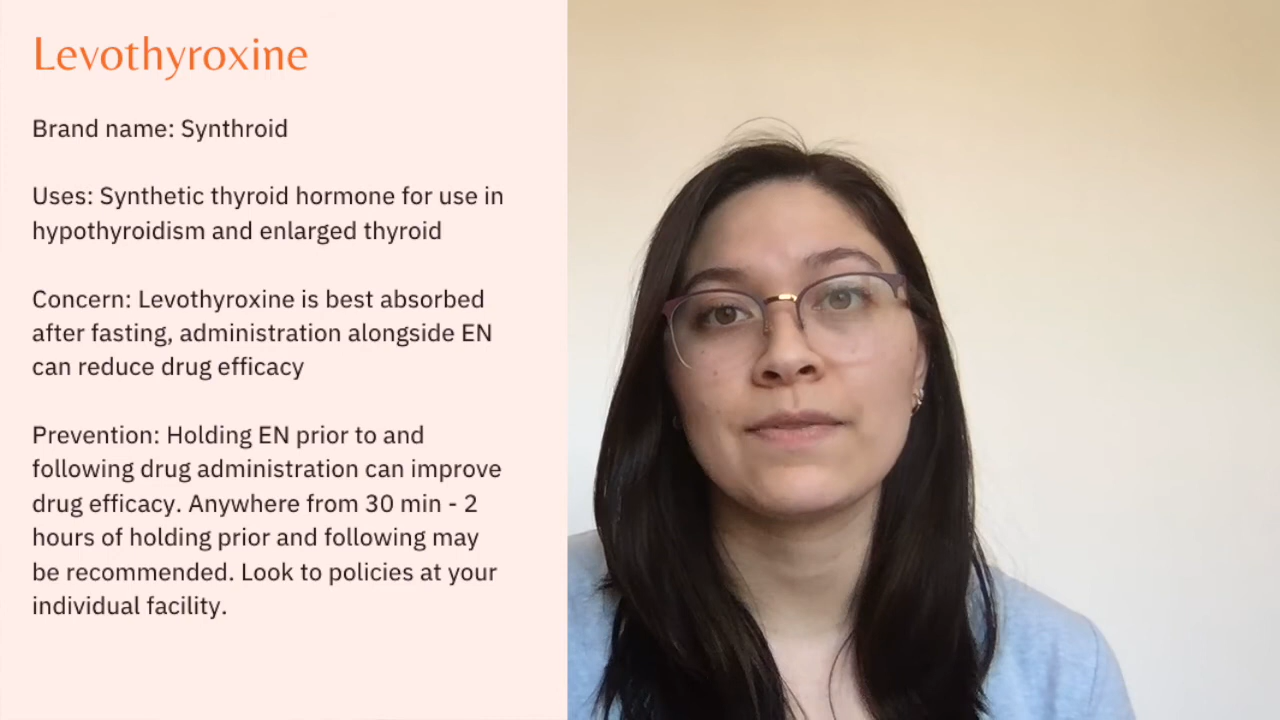 Levothyroxine
Brand name: Synthroid
Uses: Synthetic thyroid hormone for use in
hypothyroidism and enlarged thyroid
Concern: Levothyroxine is best absorbed
after fasting, administration alongside EN
can reduce drug efficacy
Prevention: Holding EN prior to and
following drug administration can improve
drug efficacy. Anywhere from 30 min - 2
hours of holding prior and following may
be recommended. Look to policies at your
individual facility.